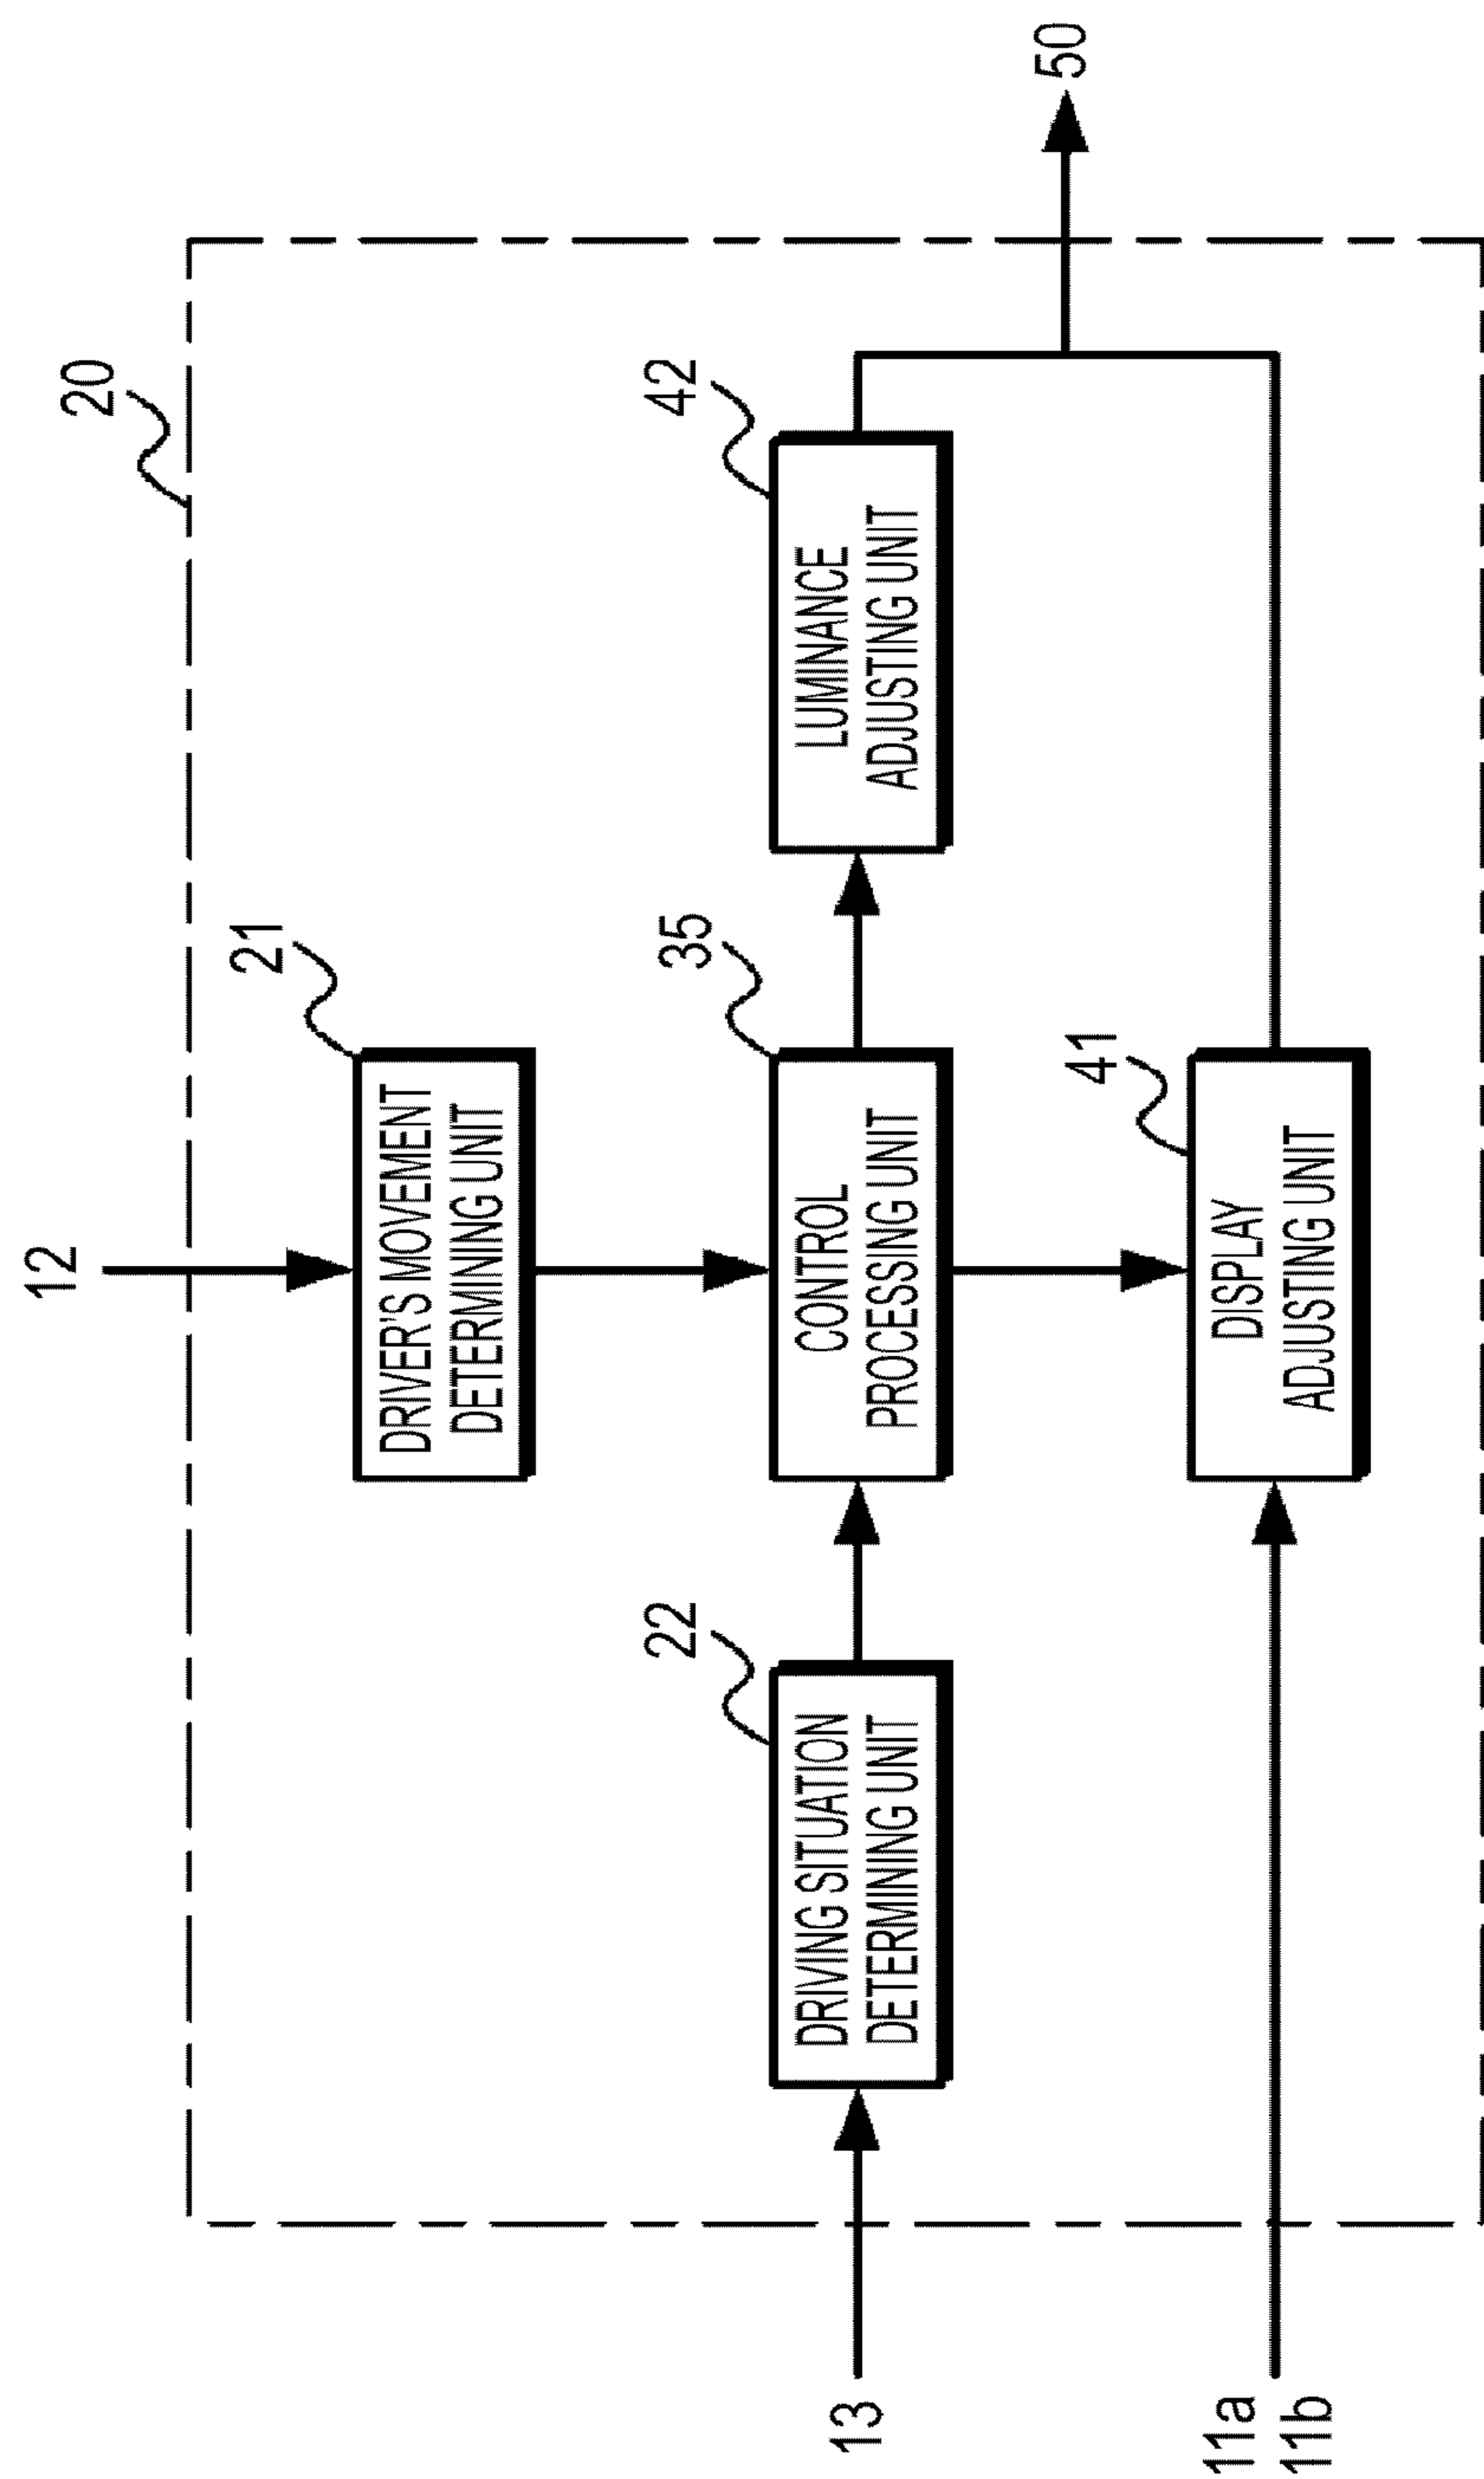 20
12
21
DRIVER'S MOVEMENT
DETERMINING UNIT
13
22
DRIVING SITUATION
DETERMINING UNIT
35
CONTROL
PROCESSING UNIT
42
LUMINANCE
ADJUSTING UNIT
50
11a
11b
41
DISPLAY
ADJUSTING UNIT